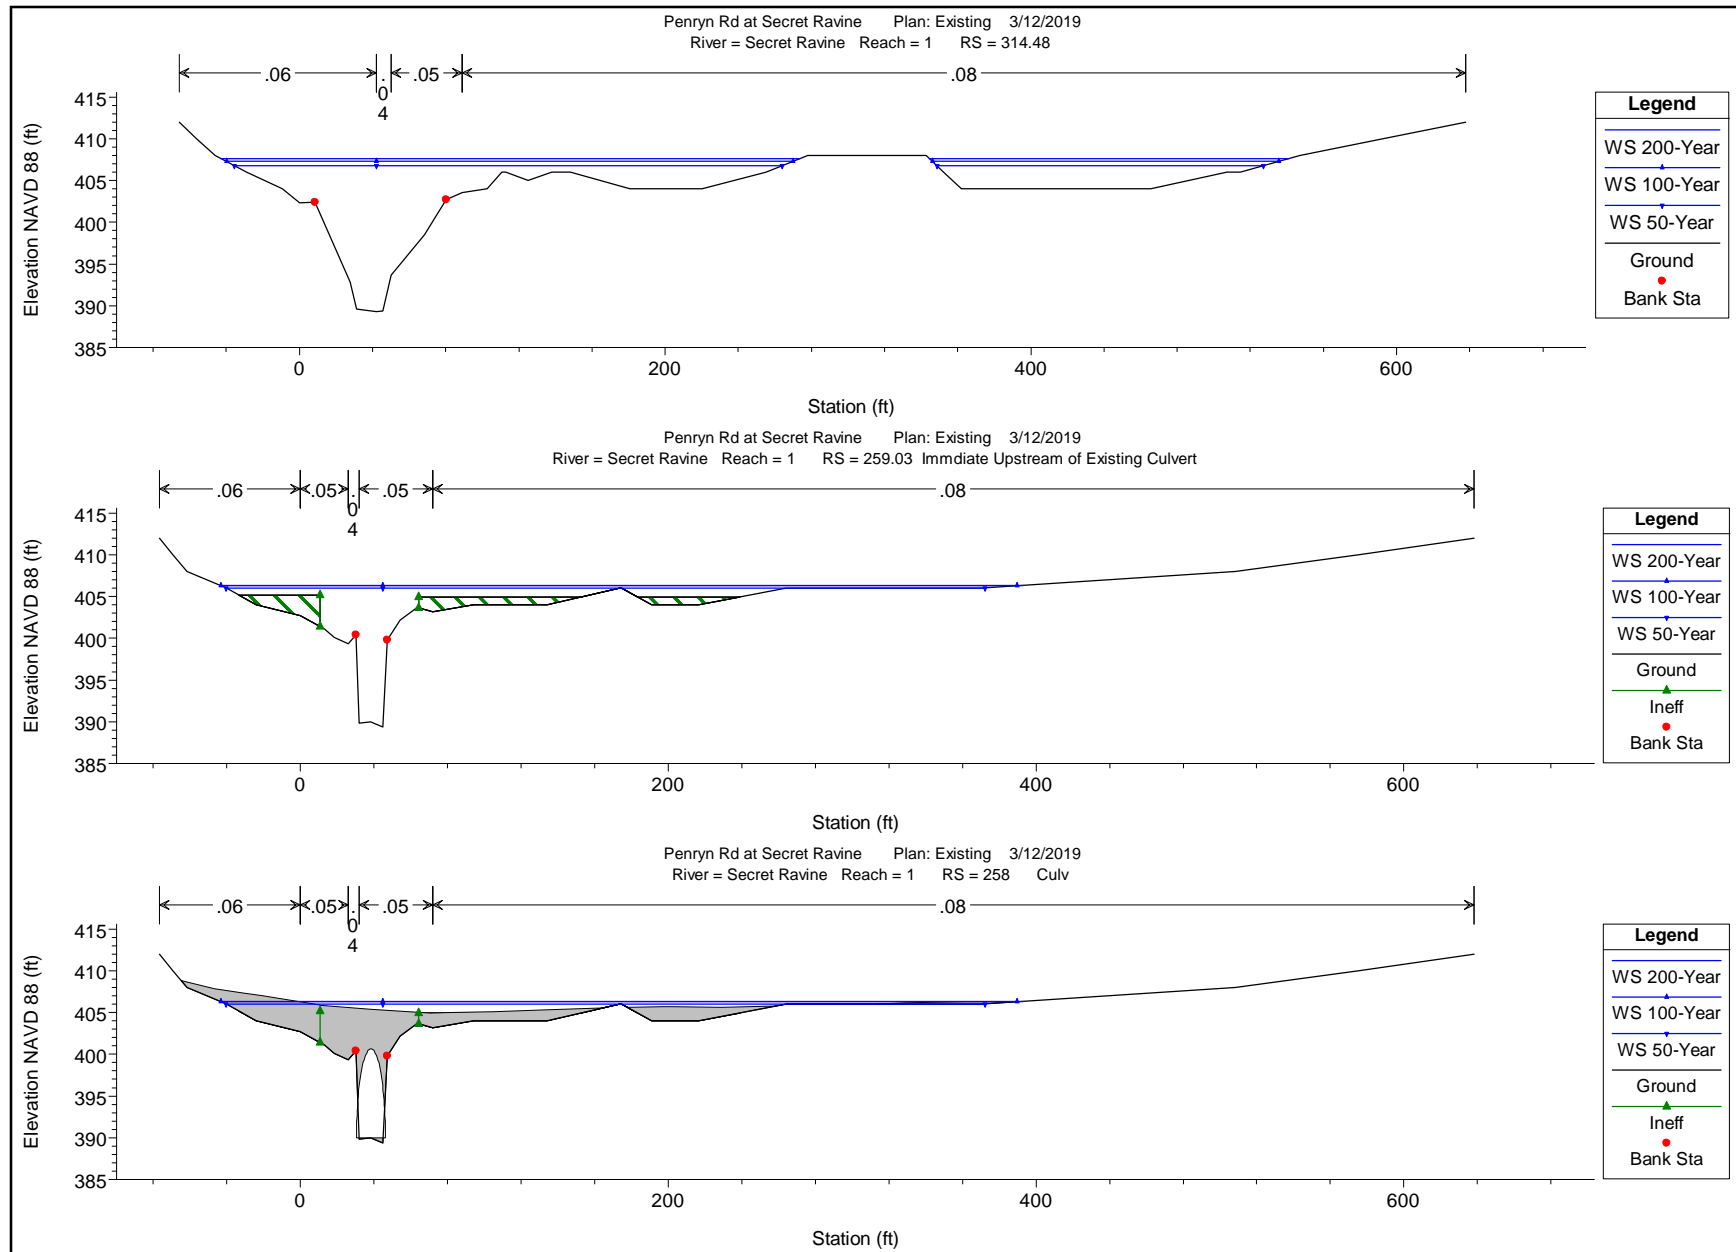 Penryn Rd at Secret Ravine Plan: Existing 3/12/2019
River = Secret Ravine Reach = 1 RS = 314.48
.06
.04
.05
.08
Elevation NAVD 88 (ft)
415
410
405
400
395
390
385
0
200
400
600
Station (ft)
Legend
WS 200-Year
WS 100-Year
WS 50-Year
Ground
Bank Sta
Penryn Rd at Secret Ravine Plan: Existing 3/12/2019
River = Secret Ravine Reach = 1 RS = 259.03 Immdiate Upstream of Existing Culvert
.06
.05
.04
.05
.08
Elevation NAVD 88 (ft)
415
410
405
400
395
390
385
0
200
400
600
Station (ft)
Legend
WS 200-Year
WS 100-Year
WS 50-Year
Ground
Ineff
Bank Sta
Penryn Rd at Secret Ravine Plan: Existing 3/12/2019
River = Secret Ravine Reach = 1 RS = 258 Culv
.06
.05
.04
.05
.08
Elevation NAVD 88 (ft)
415
410
405
400
395
390
385
0
200
400
600
Station (ft)
Legend
WS 200-Year
WS 100-Year
WS 50-Year
Ground
Ineff
Bank Sta